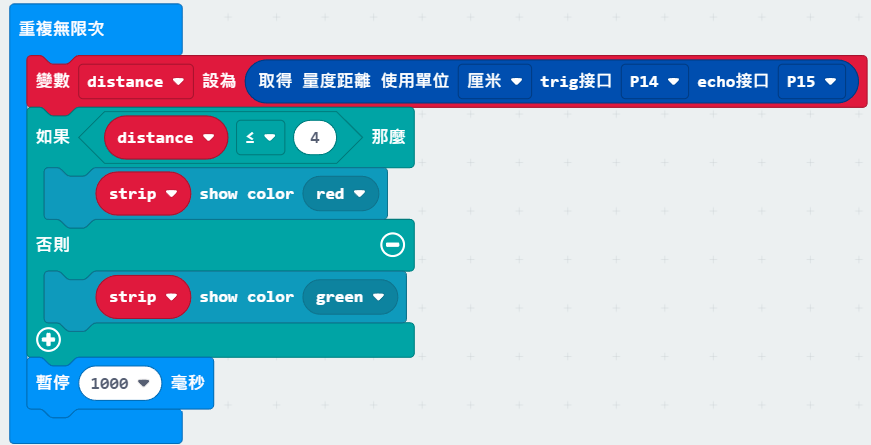 重複無限次
變數 distance 設為 取得 量度距離 使用單位 厘米 trig接口 P14 echo接口 P15
如果 distance ≤ 4 那麼
strip show color red
否則
strip show color green
暫停 1000 毫秒